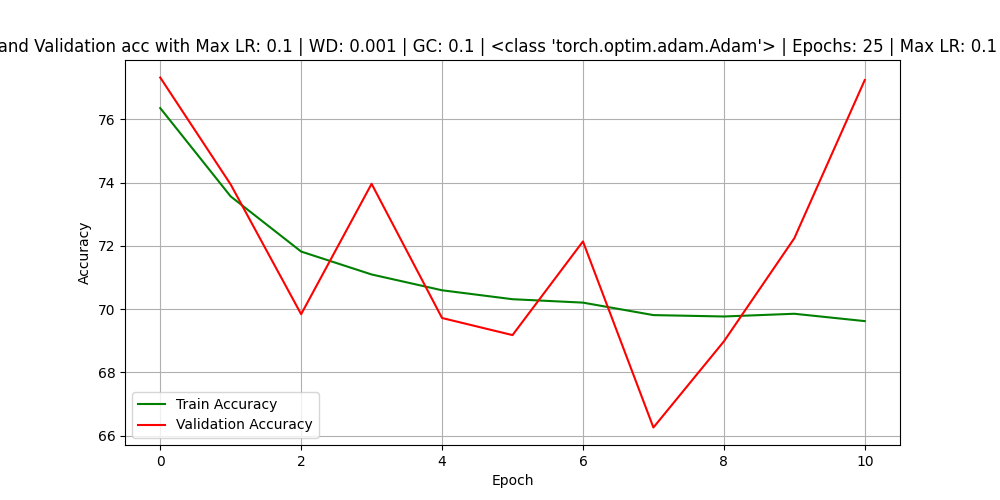 and Validation acc with Max LR: 0.1 | WD: 0.001 | GC: 0.1 | <class 'torch.optim.adam.Adam'> | Epochs: 25 | Max LR: 0.1
76
74
72
70
68
66
Accuracy
Train Accuracy
Validation Accuracy
0 2 4 6 8 10
Epoch